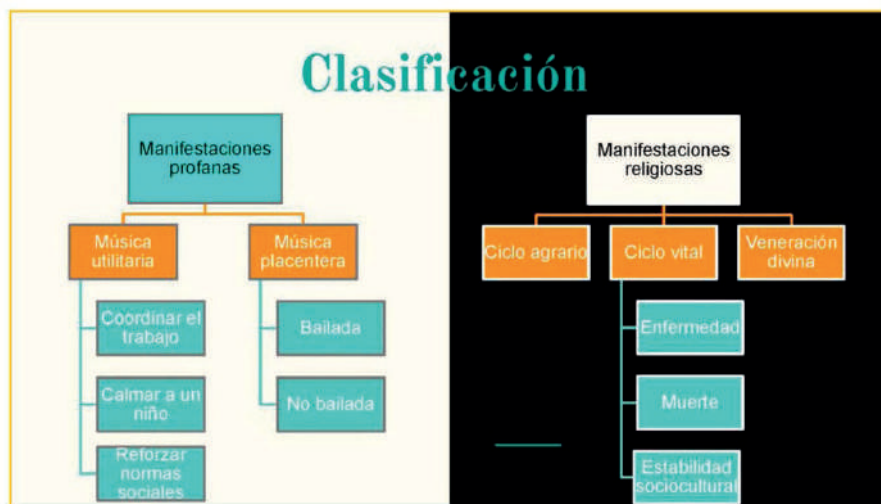 Clasificación
Manifestaciones
profanas
Música
utilitaria
Coordinar el
trabajo
Calmar a un
niño
Reforzar
normas
sociales
Música
placentera
Bailada
No bailada
Manifestaciones
religiosas
Ciclo agrario
Ciclo vital
Enfermedad
Muerte
Estabilidad
sociocultural
Veneración
divina